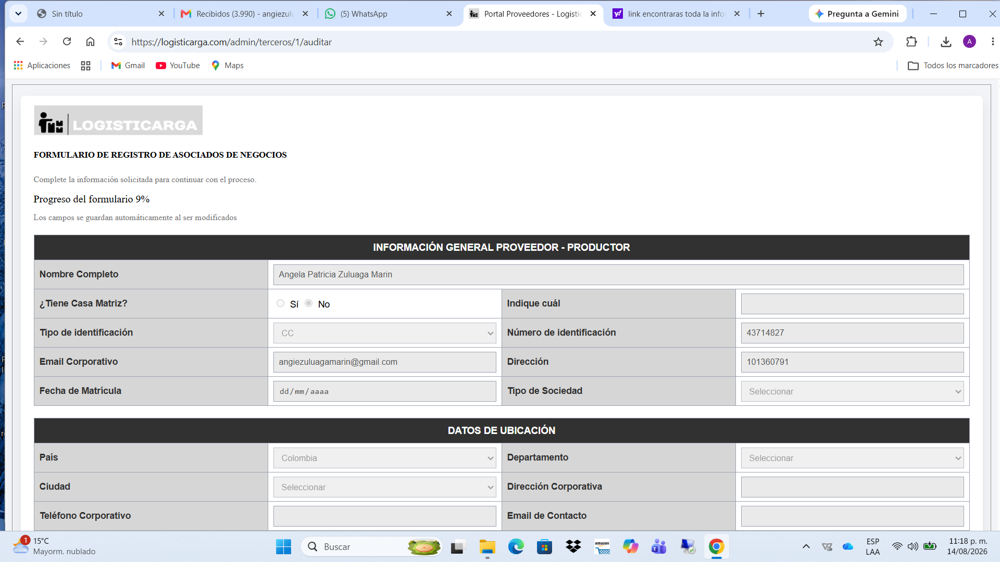 Sin título
Recibidos (3.990) - angiezul
(5) WhatsApp
Portal Proveedores - Logistic
link encontraras toda la info
Pregunta a Gemini
https://logisticarga.com/admin/terceros/1/auditar
A
Aplicaciones
Gmail
YouTube
Maps
Todos los marcadores
LOGISTICARGA
FORMULARIO DE REGISTRO DE ASOCIADOS DE NEGOCIOS
Complete la información solicitada para continuar con el proceso.
Progreso del formulario 9%
Los campos se guardan automáticamente al ser modificados
INFORMACIÓN GENERAL PROVEEDOR - PRODUCTOR
Nombre Completo Angela Patricia Zuluaga Marin
¿Tiene Casa Matriz? Sí No Indique cuál
Tipo de identificación CC Número de identificación 43714827
Email Corporativo angiezuluagamarin@gmail.com Dirección 101360791
Fecha de Matrícula dd/mm/aaaa Tipo de Sociedad Seleccionar
DATOS DE UBICACIÓN
País Colombia Departamento Seleccionar
Ciudad Seleccionar Dirección Corporativa
Teléfono Corporativo Email de Contacto
1
15°C
Mayorm. nublado
Buscar
amazon
ESP
LAA
11:18 p. m.
14/08/2026